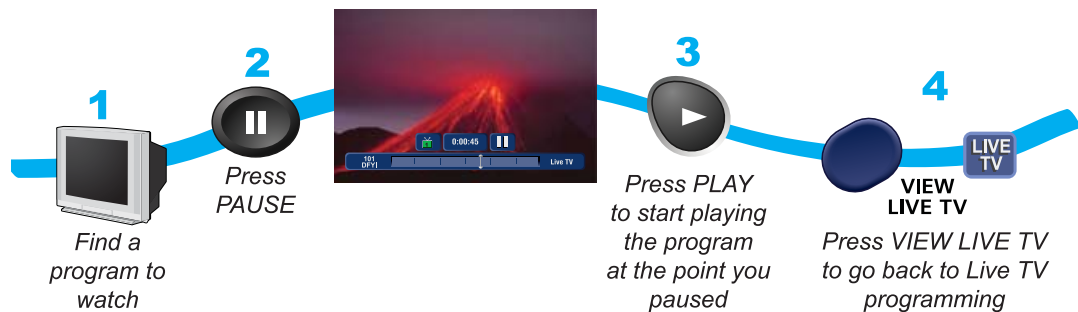 1
Find a
program to
watch
2
Press
PAUSE
0:00:45
101
DFY|
Live TV
3
Press PLAY
to start playing
the program
at the point you
paused
4
VIEW
LIVE TV
LIVE
TV
Press VIEW LIVE TV
to go back to Live TV
programming